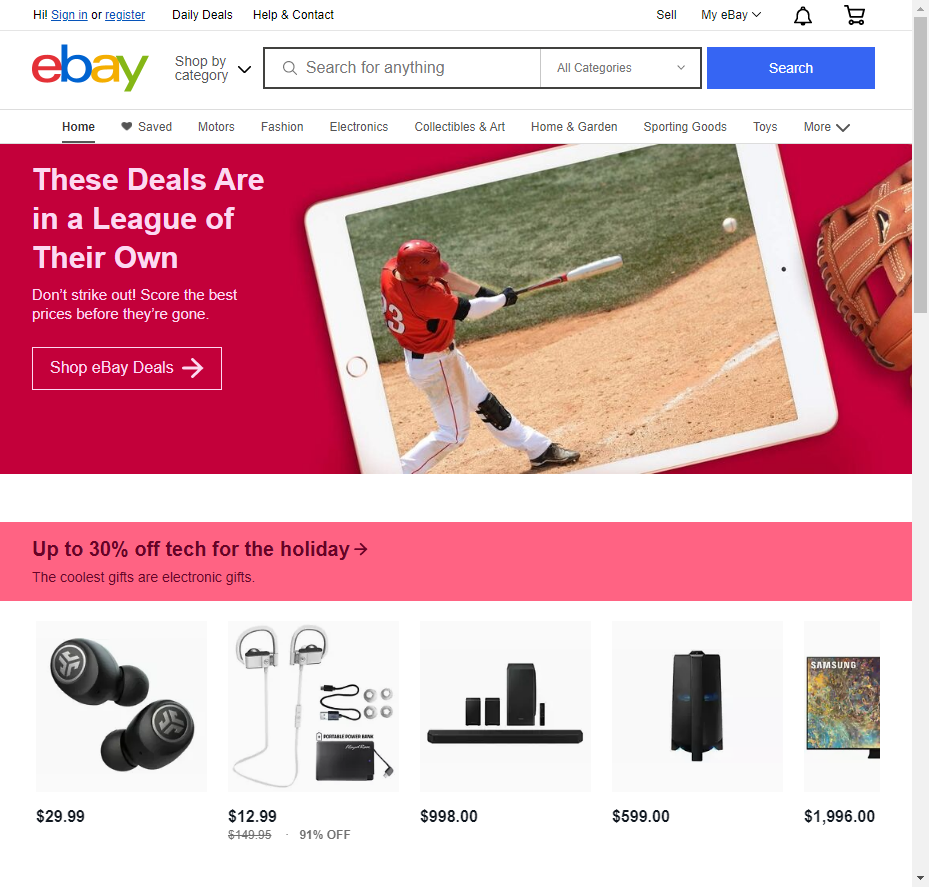 Hi! Sign in or register Daily Deals Help & Contact Sell My eBay
ebay
Shop by
category
Search for anything All Categories Search
Home Saved Motors Fashion Electronics Collectibles & Art Home & Garden Sporting Goods Toys More
These Deals Are
in a League of
Their Own
Don't strike out! Score the best
prices before they're gone.
Shop eBay Deals
23
Up to 30% off tech for the holiday
The coolest gifts are electronic gifts.
PORTABLE POWER BANK
SAMSUNG
$29.99 $12.99 $998.00 $599.00 $1,996.00
$149.95 · 91% OFF